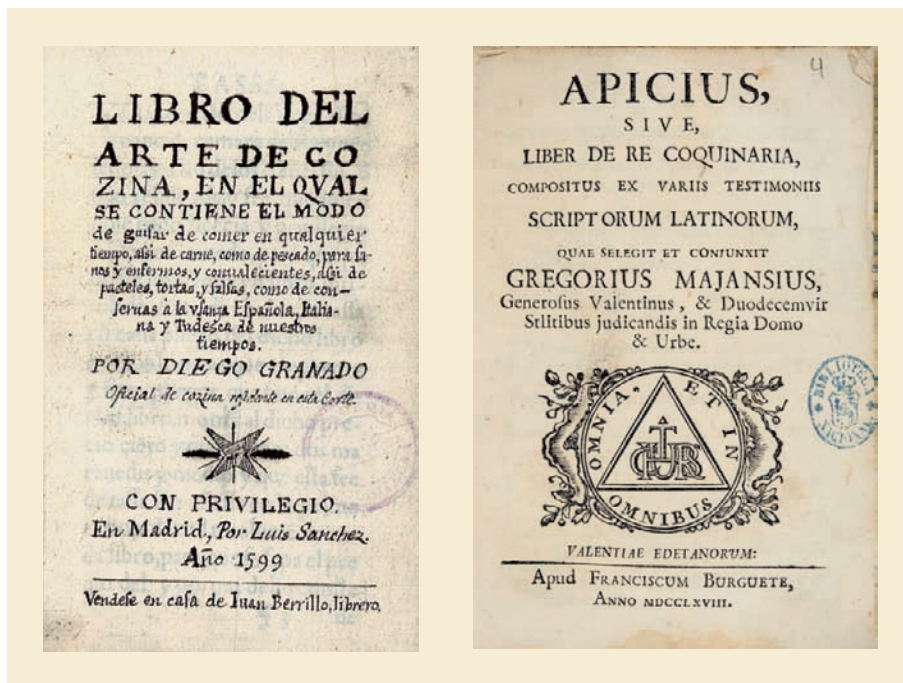 LIBRO DEL
ARTE DE CO
ZINA, EN EL QVAL
SE CONTIENE EL MODO
de guisar de comer en qualquier
tiempo, assi de carne, como de pescado, para sa-
nos y enfermos, y conualecientes, assi de
pasteles, tortas, y salsas, como de con-
seruas à la vsança Española, Italia-
na y Tudesca de nuestros
tiempos.
POR DIEGO GRANADO
Oficial de cozina residente en esta Corte.
CON PRIVILEGIO.
En Madrid, Por Luis Sanchez.
Año 1599
Vendese en casa de Iuan Berrillo, librero,
4
APICIUS,
SIVE,
LIBER DE RE COQUINARIA,
COMPOSITUS EX VARIIS TESTIMONIIS
SCRIPTORUM LATINORUM,
QUAE SELEGIT ET CONIUNXIT
GREGORIUS MAJANSIUS,
Generosus Valentinus, & Duodecemvir
Stlitibus judicandis in Regia Domo
& Urbe.
OMNIA ET IN OMNIBUS
BIBLIOTECA NACIONAL
VALENTIAE EDETANORUM:
Apud FRANCISCUM BURGUETE,
ANNO MDCCLXVIII.